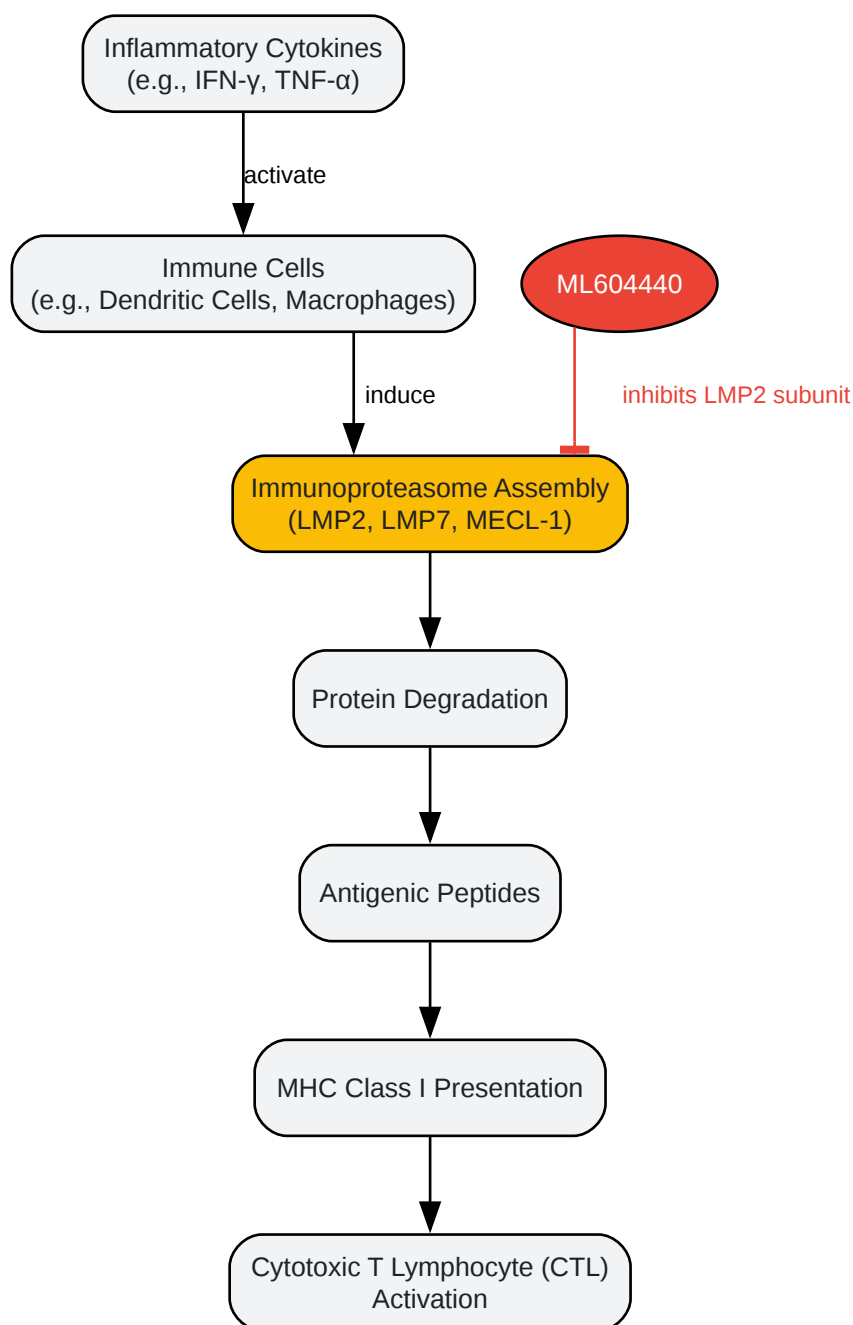 Inflammatory Cytokines
(e.g., IFN-γ, TNF-α)
activate
Immune Cells
(e.g., Dendritic Cells, Macrophages)
ML604440
induce
inhibits LMP2 subunit
Immunoproteasome Assembly
(LMP2, LMP7, MECL-1)
Protein Degradation
Antigenic Peptides
MHC Class I Presentation
Cytotoxic T Lymphocyte (CTL)
Activation